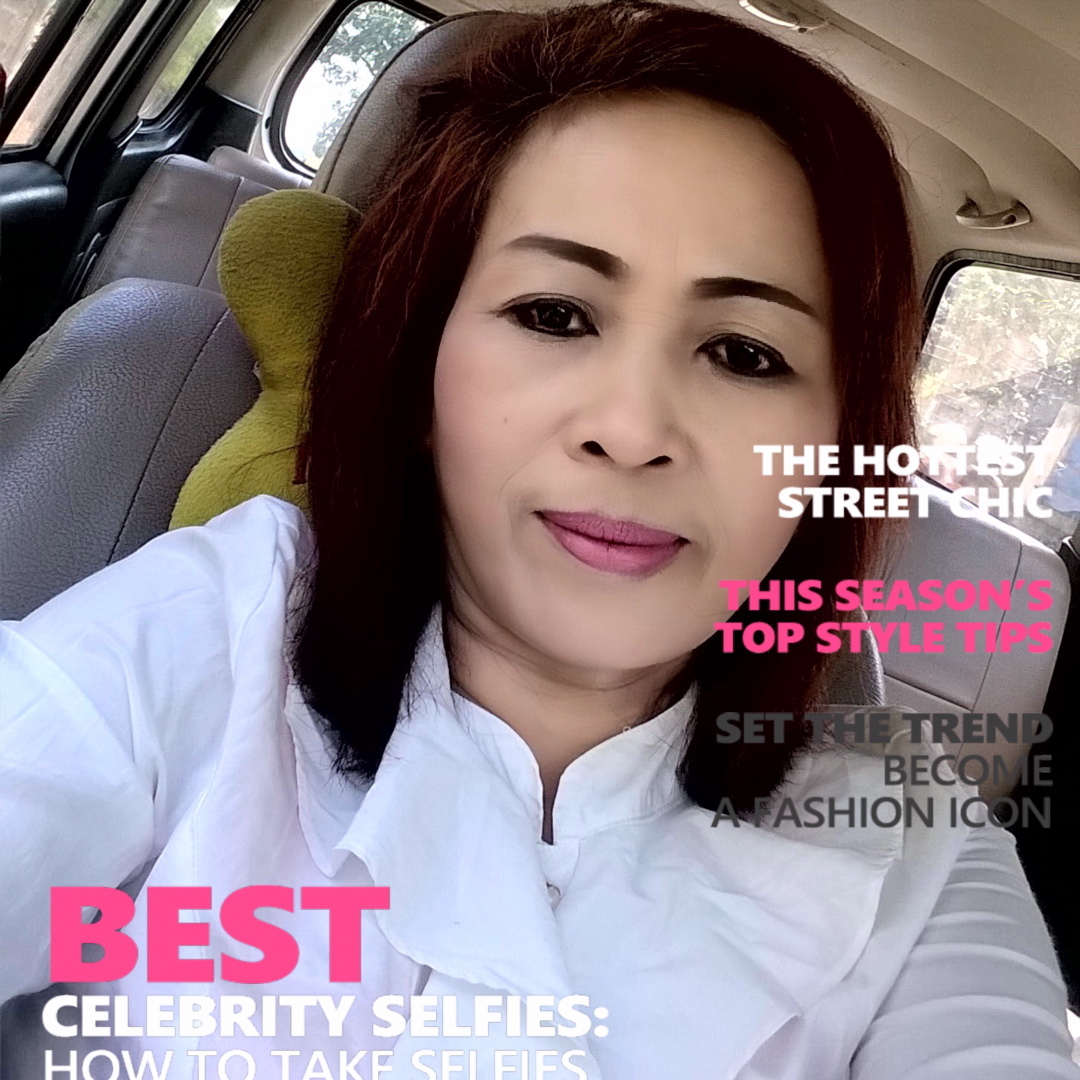 THE HOTTEST
STREET CHIC
THIS SEASON'S
TOP STYLE TIPS
SET THE TREND
BECOME
A FASHION ICON
BEST
CELEBRITY SELFIES:
HOW TO TAKE SELFIES